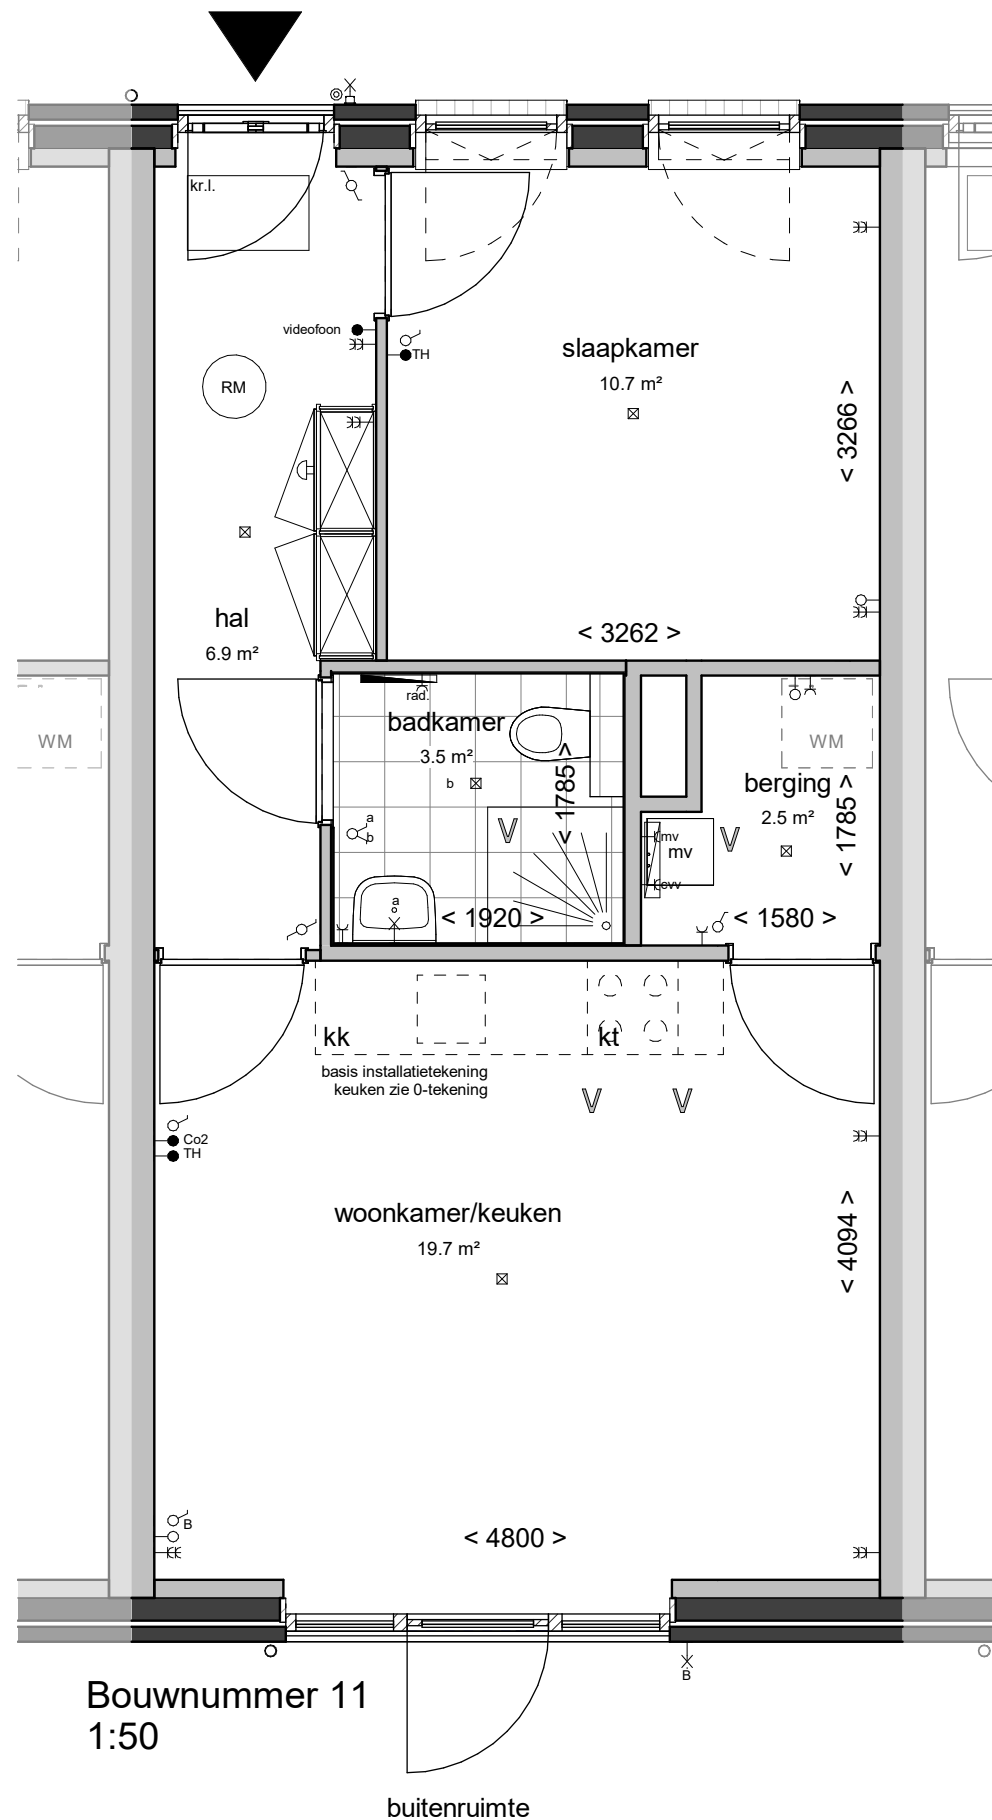 kr.l.
videofoon
TH
slaapkamer
10.7 m²
RM
< 3266 >
hal
6.9 m²
< 3262 >
rad.
badkamer
3.5 m²
b
< 1785 >
WM
WM
berging
2.5 m²
< 1785 >
a
b
mv
mv
ovv
a
< 1920 >
< 1580 >
kk
kt
basis installatietekening
keuken zie 0-tekening
Co2
TH
woonkamer/keuken
19.7 m²
< 4094 >
B
< 4800 >
B
Bouwnummer 11
1:50
buitenruimte